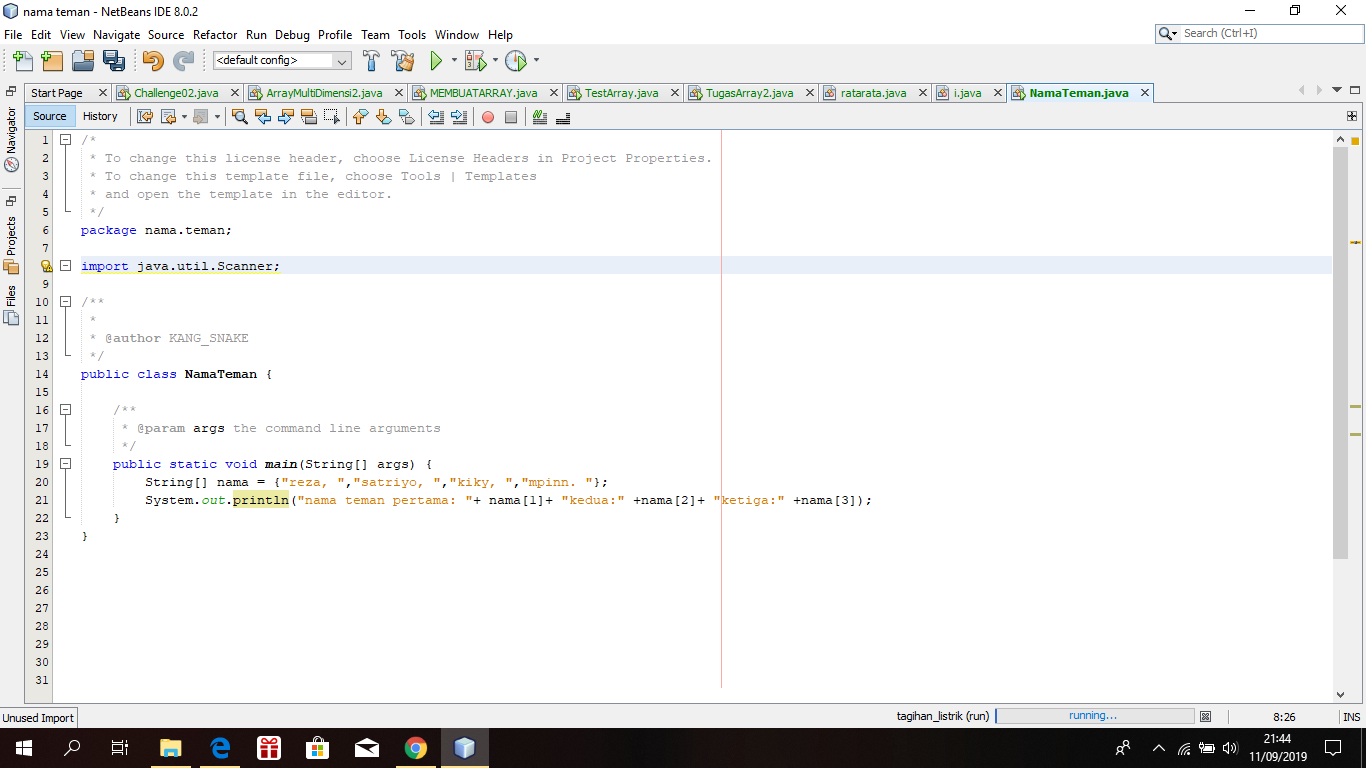 nama teman - NetBeans IDE 8.0.2
File Edit View Navigate Source Refactor Run Debug Profile Team Tools Window Help
Search (Ctrl+I)
<default config>
Start Page Challenge02.java ArrayMultiDimensi2.java MEMBUATARRAY.java TestArray.java TugasArray2.java ratarata.java i.java NamaTeman.java
Source History
Navigator
Projects
Files
1 /*
2 * To change this license header, choose License Headers in Project Properties.
3 * To change this template file, choose Tools | Templates
4 * and open the template in the editor.
5 */
6 package nama.teman;
7
import java.util.Scanner;
9
10 /**
11 *
12 * @author KANG_SNAKE
13 */
14 public class NamaTeman {
15
16 /**
17 * @param args the command line arguments
18 */
19 public static void main(String[] args) {
20 String[] nama = {"reza, ","satriyo, ","kiky, ","mpinn. "};
21 System.out.println("nama teman pertama: "+ nama[1]+ "kedua:" +nama[2]+ "ketiga:" +nama[3]);
22 }
23 }
24
25
26
27
28
29
30
31
Unused Import
tagihan_listrik (run) running... 8:26 INS
21:44
11/09/2019